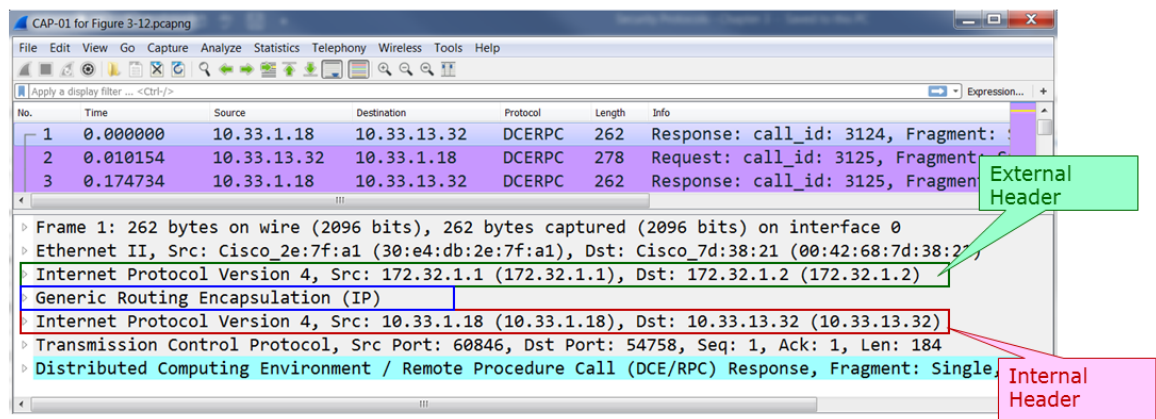 CAP-01 for Figure 3-12.pcapng
File Edit View Go Capture Analyze Statistics Telephony Wireless Tools Help
Apply a display filter ... <Ctrl-/> Expression... +
No. Time Source Destination Protocol Length Info
1 0.000000 10.33.1.18 10.33.13.32 DCERPC 262 Response: call_id: 3124, Fragment:
2 0.010154 10.33.13.32 10.33.1.18 DCERPC 278 Request: call_id: 3125, Fragment:
3 0.174734 10.33.1.18 10.33.13.32 DCERPC 262 Response: call_id: 3125, Fragmen
External
Header
Frame 1: 262 bytes on wire (2096 bits), 262 bytes captured (2096 bits) on interface 0
Ethernet II, Src: Cisco_2e:7f:a1 (30:e4:db:2e:7f:a1), Dst: Cisco_7d:38:21 (00:42:68:7d:38:21)
Internet Protocol Version 4, Src: 172.32.1.1 (172.32.1.1), Dst: 172.32.1.2 (172.32.1.2)
Generic Routing Encapsulation (IP)
Internet Protocol Version 4, Src: 10.33.1.18 (10.33.1.18), Dst: 10.33.13.32 (10.33.13.32)
Transmission Control Protocol, Src Port: 60846, Dst Port: 54758, Seq: 1, Ack: 1, Len: 184
Distributed Computing Environment / Remote Procedure Call (DCE/RPC) Response, Fragment: Single,
Internal
Header